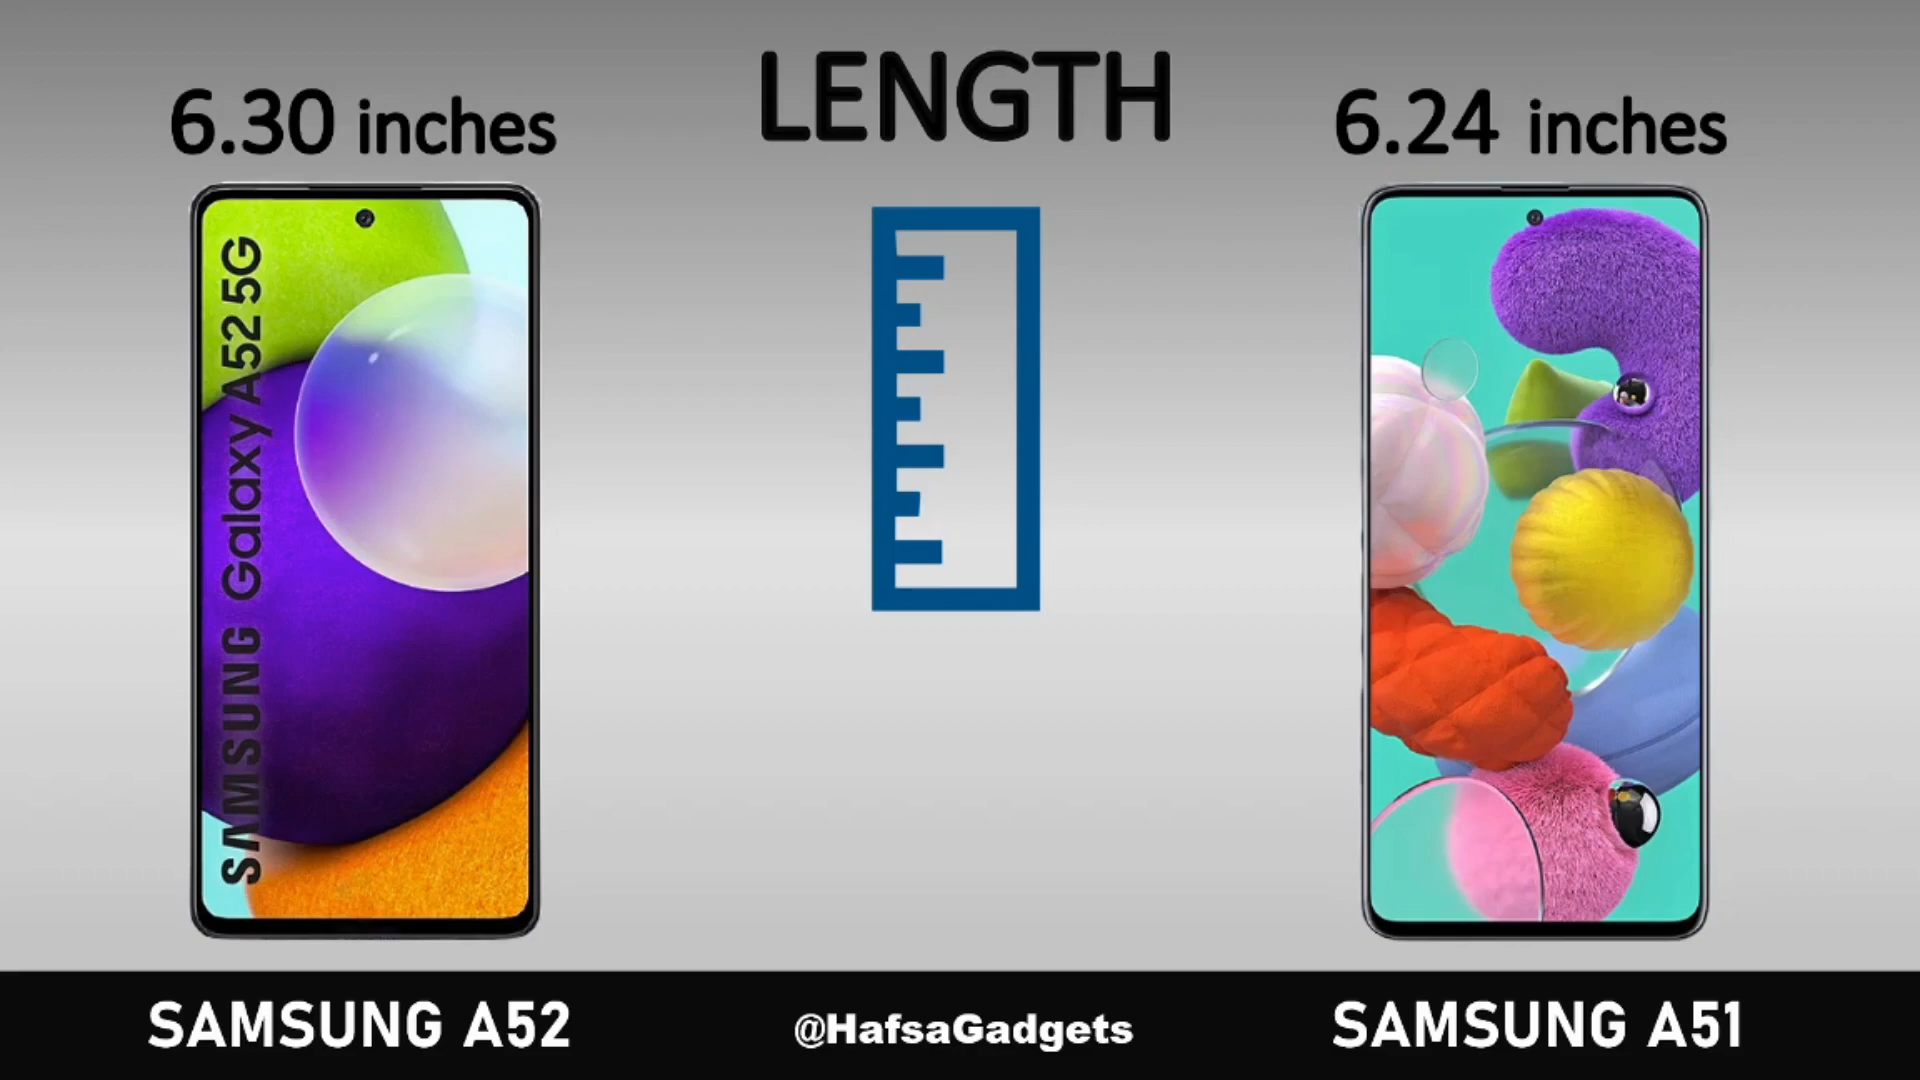 LENGTH
6.30 inches
6.24 inches
SAMSUNG Galaxy A52 5G
SAMSUNG A52
@HafsaGadgets
SAMSUNG A51